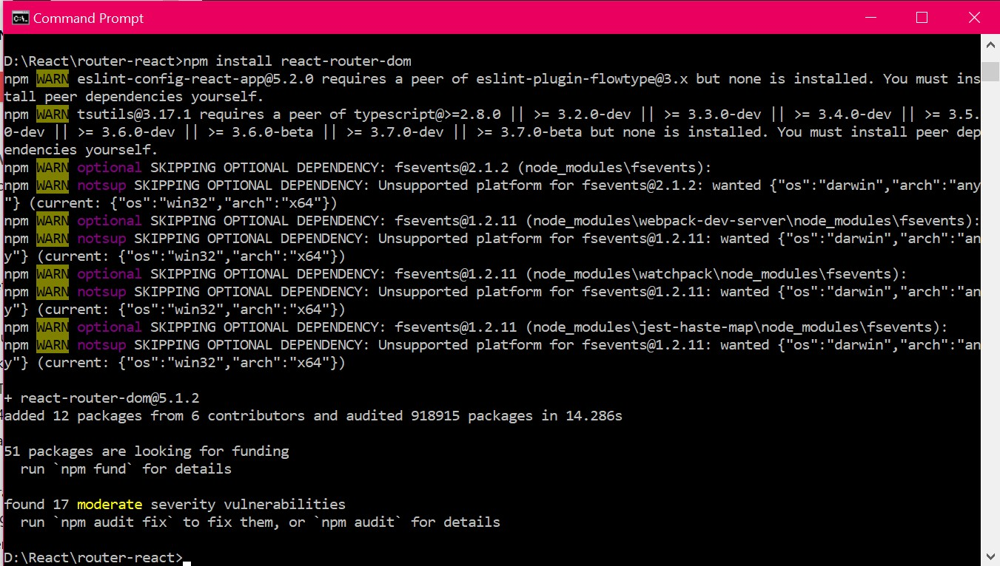 Command Prompt
D:\React\router-react>npm install react-router-dom
npm WARN eslint-config-react-app@5.2.0 requires a peer of eslint-plugin-flowtype@3.x but none is installed. You must ins
tall peer dependencies yourself.
npm WARN tsutils@3.17.1 requires a peer of typescript@>=2.8.0 || >= 3.2.0-dev || >= 3.3.0-dev || >= 3.4.0-dev || >= 3.5.
0-dev || >= 3.6.0-dev || >= 3.6.0-beta || >= 3.7.0-dev || >= 3.7.0-beta but none is installed. You must install peer dep
endencies yourself.
npm WARN optional SKIPPING OPTIONAL DEPENDENCY: fsevents@2.1.2 (node_modules\fsevents):
npm WARN notsup SKIPPING OPTIONAL DEPENDENCY: Unsupported platform for fsevents@2.1.2: wanted {"os":"darwin","arch":"any
"} (current: {"os":"win32","arch":"x64"})
npm WARN optional SKIPPING OPTIONAL DEPENDENCY: fsevents@1.2.11 (node_modules\webpack-dev-server\node_modules\fsevents):
npm WARN notsup SKIPPING OPTIONAL DEPENDENCY: Unsupported platform for fsevents@1.2.11: wanted {"os":"darwin","arch":"an
y"} (current: {"os":"win32","arch":"x64"})
npm WARN optional SKIPPING OPTIONAL DEPENDENCY: fsevents@1.2.11 (node_modules\watchpack\node_modules\fsevents):
npm WARN notsup SKIPPING OPTIONAL DEPENDENCY: Unsupported platform for fsevents@1.2.11: wanted {"os":"darwin","arch":"an
y"} (current: {"os":"win32","arch":"x64"})
npm WARN optional SKIPPING OPTIONAL DEPENDENCY: fsevents@1.2.11 (node_modules\jest-haste-map\node_modules\fsevents):
npm WARN notsup SKIPPING OPTIONAL DEPENDENCY: Unsupported platform for fsevents@1.2.11: wanted {"os":"darwin","arch":"an
y"} (current: {"os":"win32","arch":"x64"})
+ react-router-dom@5.1.2
added 12 packages from 6 contributors and audited 918915 packages in 14.286s
51 packages are looking for funding
run `npm fund` for details
found 17 moderate severity vulnerabilities
run `npm audit fix` to fix them, or `npm audit` for details
D:\React\router-react>